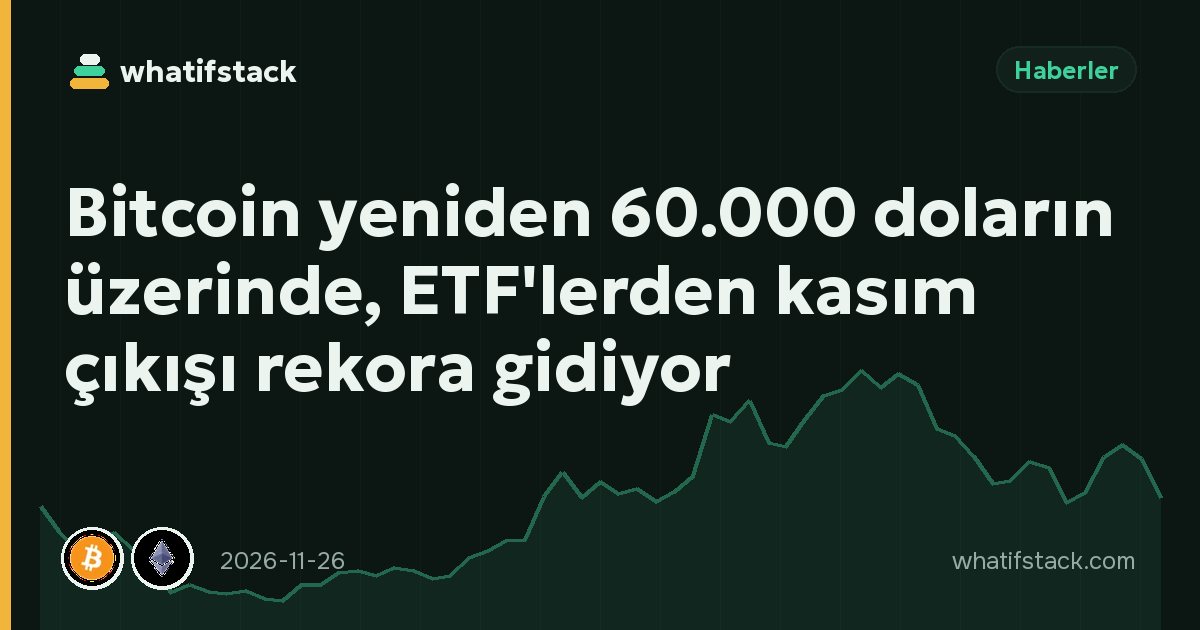 whatifstack
Haberler
Bitcoin yeniden 60.000 doların
üzerinde, ETF'lerden kasım
çıkışı rekora gidiyor
2026-11-26
whatifstack.com